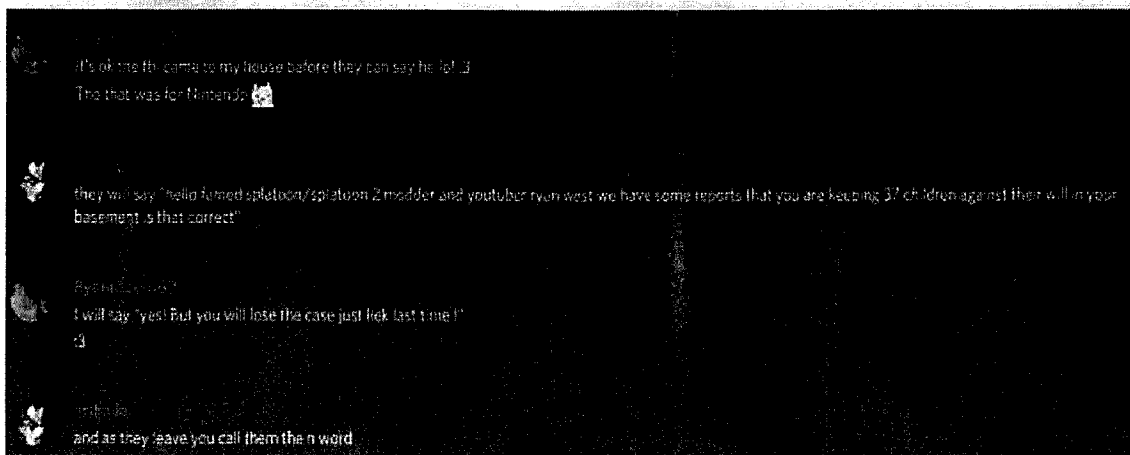 It's ok the fbi came to my house before they can say hello! :3
Tho that was for Nintendo
they will say "hello famed splatoon/splatoon 2 modder and youtuber ryan west we have some reports that you are keeping 37 children against their will in your
basement is that correct"
I will say "yes! But you will lose the case just lick last time !"
:3
and as they leave you call them the n word